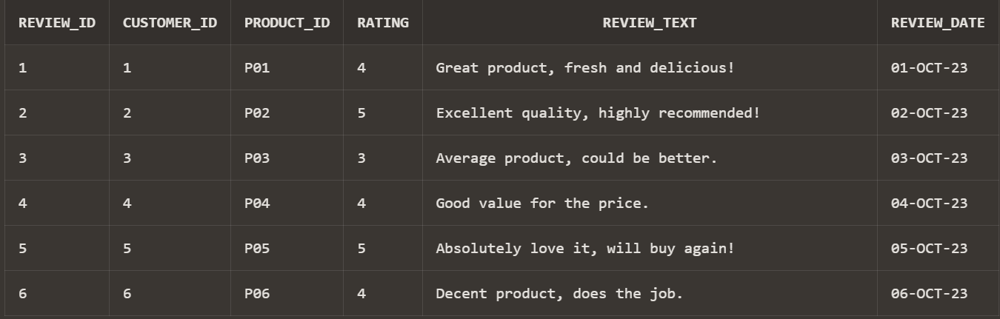 REVIEW_ID CUSTOMER_ID PRODUCT_ID RATING REVIEW_TEXT REVIEW_DATE
1 1 P01 4 Great product, fresh and delicious! 01-OCT-23
2 2 P02 5 Excellent quality, highly recommended! 02-OCT-23
3 3 P03 3 Average product, could be better. 03-OCT-23
4 4 P04 4 Good value for the price. 04-OCT-23
5 5 P05 5 Absolutely love it, will buy again! 05-OCT-23
6 6 P06 4 Decent product, does the job. 06-OCT-23